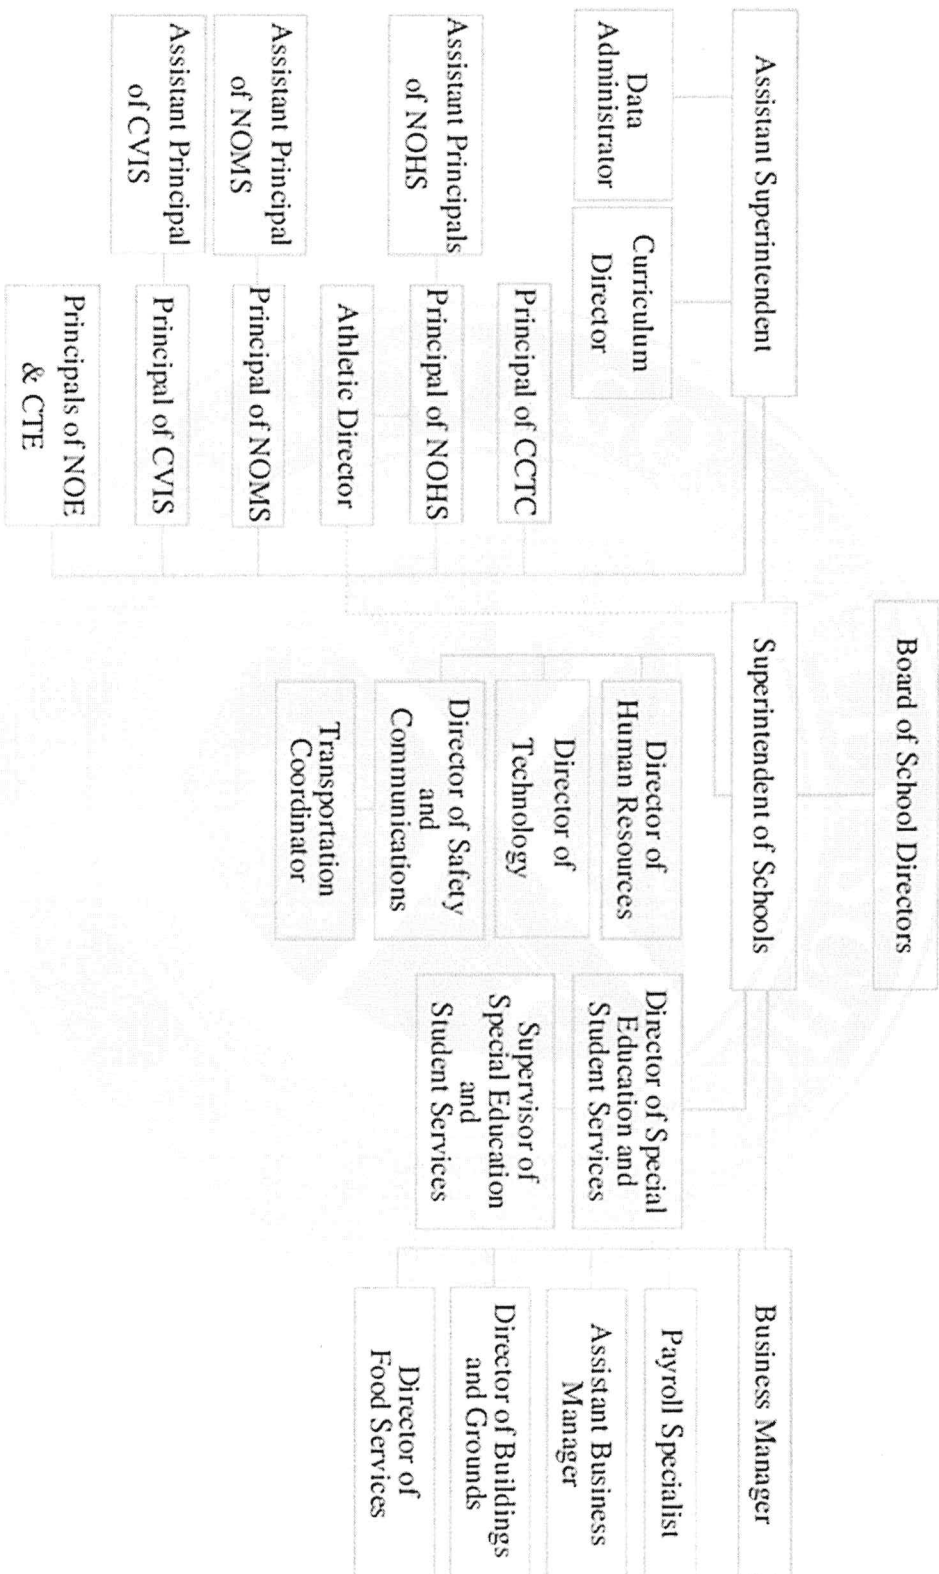 Board of School Directors
Superintendent of Schools
Assistant Superintendent
Data
Administrator
Curriculum
Director
Principal of CCTC
Assistant Principals
of NOHS
Principal of NOHS
Athletic Director
Assistant Principal
of NOMS
Principal of NOMS
Assistant Principal
of CVIS
Principal of CVIS
Principals of NOE
& CTE
Director of
Human Resources
Director of
Technology
Director of Safety
and
Communications
Transportation
Coordinator
Director of Special
Education and
Student Services
Supervisor of
Special Education
and
Student Services
Business Manager
Payroll Specialist
Assistant Business
Manager
Director of Buildings
and Grounds
Director of
Food Services